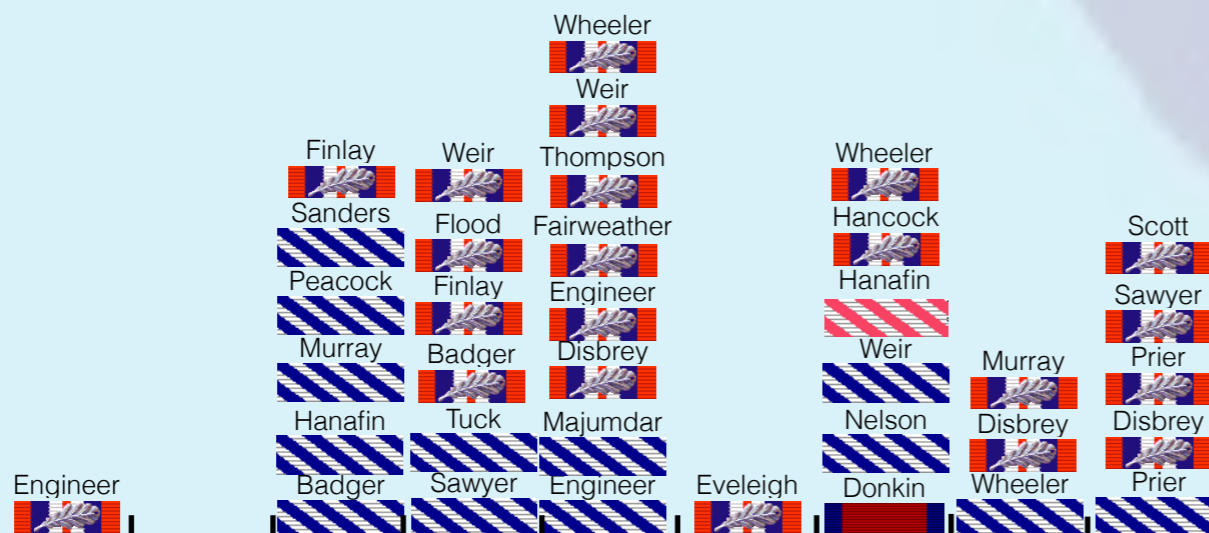 Wheeler
Weir
Finlay Weir Thompson Wheeler
Sanders Flood Fairweather Hancock Scott
Peacock Finlay Engineer Hanafin Sawyer
Murray Badger Disbrey Weir Murray Prier
Hanafin Tuck Majumdar Nelson Disbrey Disbrey
Engineer Badger Sawyer Engineer Eveleigh Donkin Wheeler Prier